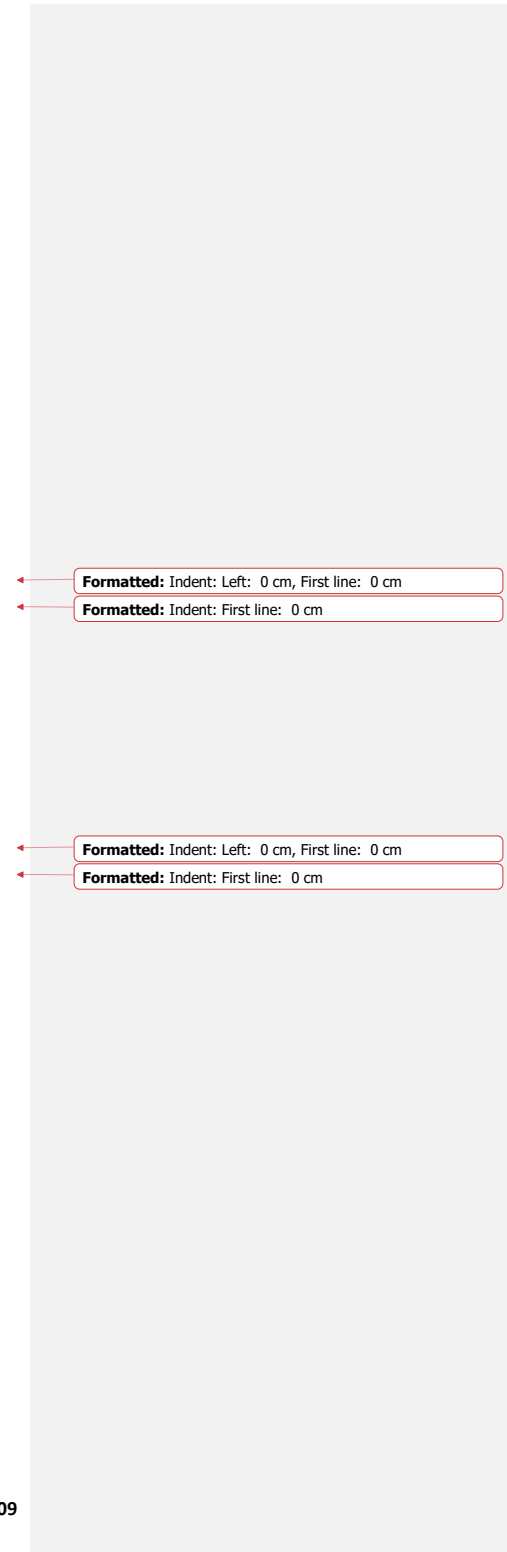 Formatted: Indent: Left:  0 cm, First line:  0 cm
Formatted: Indent: First line:  0 cm
Formatted: Indent: Left:  0 cm, First line:  0 cm
Formatted: Indent: First line:  0 cm
09